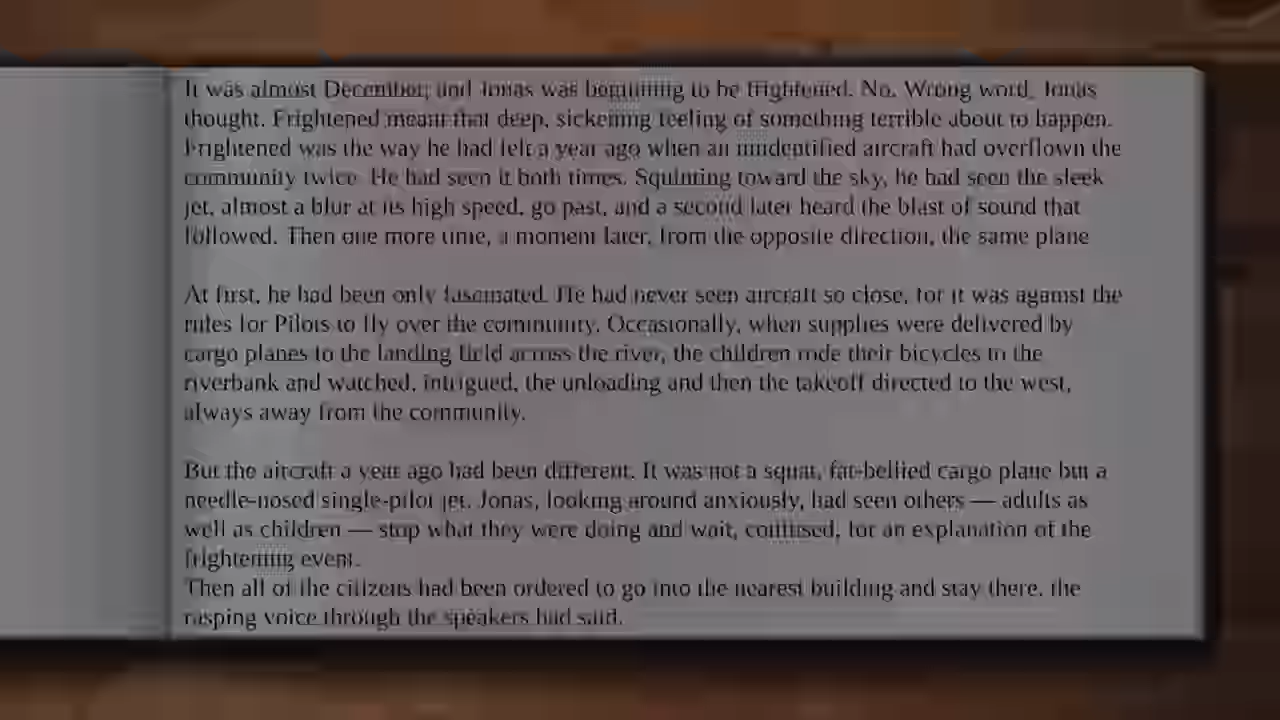 It was almost December, and Jonas was beginning to be frightened. No. Wrong word, Jonas
thought. Frightened meant that deep, sickening feeling of something terrible about to happen.
Frightened was the way he had felt a year ago when an unidentified aircraft had overflown the
community twice. He had seen it both times. Squinting toward the sky, he had seen the sleek
jet, almost a blur at its high speed, go past, and a second later heard the blast of sound that
followed. Then one more time, a moment later, from the opposite direction, the same plane
At first, he had been only fascinated. He had never seen aircraft so close, for it was against the
rules for Pilots to fly over the community. Occasionally, when supplies were delivered by
cargo planes to the landing field across the river, the children rode their bicycles to the
riverbank and watched, intrigued, the unloading and then the takeoff directed to the west,
always away from the community.
But the aircraft a year ago had been different. It was not a squat, fat-bellied cargo plane but a
needle-nosed single-pilot jet. Jonas, looking around anxiously, had seen others — adults as
well as children — stop what they were doing and wait, confused, for an explanation of the
frightening event.
Then all of the citizens had been ordered to go into the nearest building and stay there. the
rasping voice through the speakers had said.